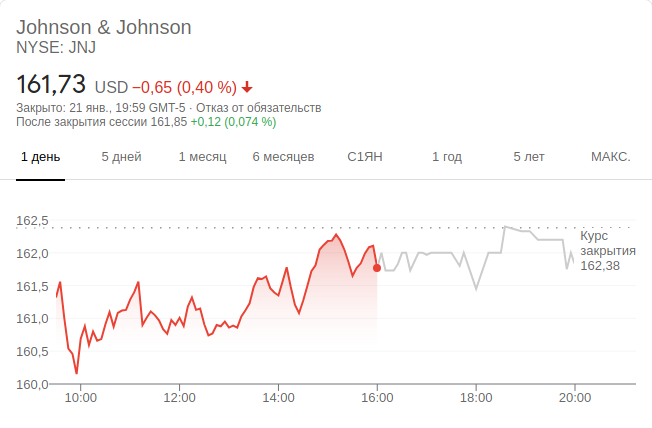 Johnson & Johnson
NYSE: JNJ
161,73 USD −0,65 (0,40 %)
Закрыто: 21 янв., 19:59 GMT-5 · Отказ от обязательств
После закрытия сессии 161,85 +0,12 (0,074 %)
1 день 5 дней 1 месяц 6 месяцев С1ЯН 1 год 5 лет МАКС.
162,5
162,0
161,5
161,0
160,5
160,0
Курс
закрытия
162,38
10:00 12:00 14:00 16:00 18:00 20:00